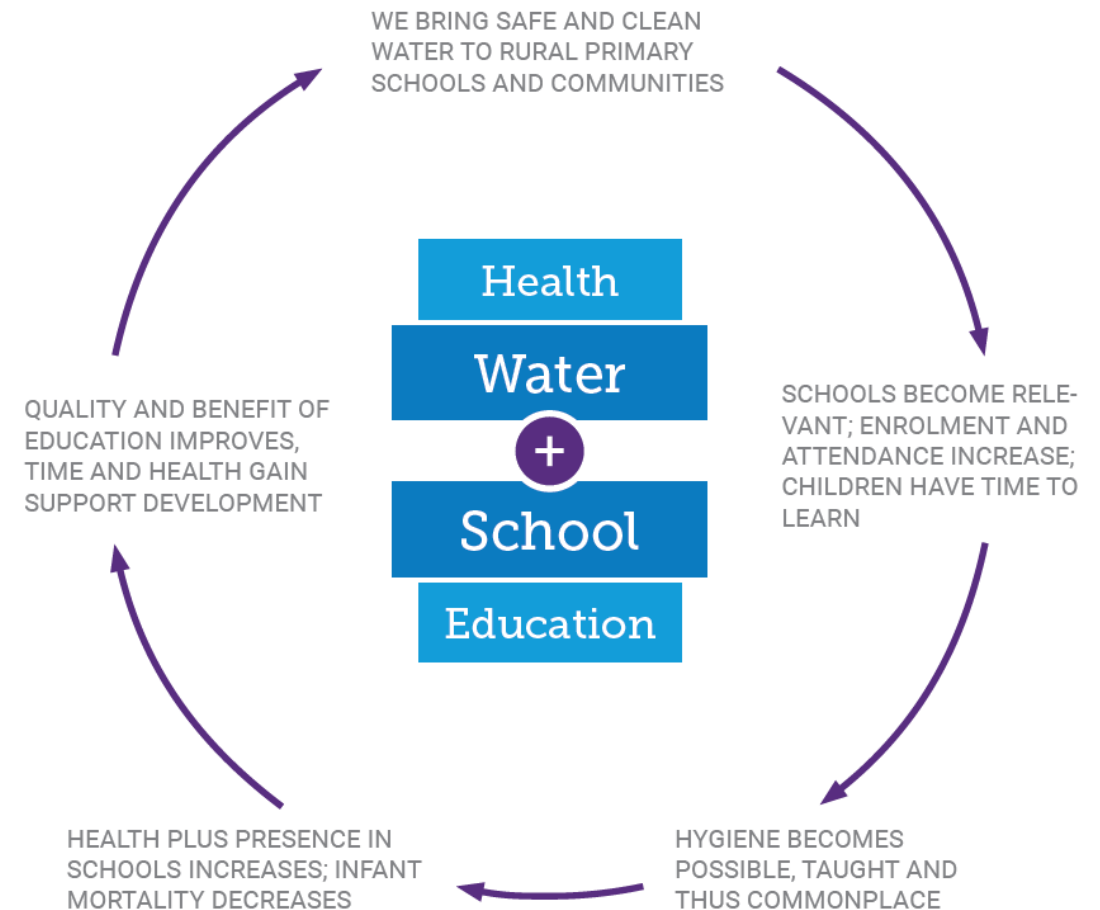 WE BRING SAFE AND CLEAN
WATER TO RURAL PRIMARY
SCHOOLS AND COMMUNITIES
SCHOOLS BECOME RELE-
VANT; ENROLMENT AND
ATTENDANCE INCREASE;
CHILDREN HAVE TIME TO
LEARN
HYGIENE BECOMES
POSSIBLE, TAUGHT AND
THUS COMMONPLACE
HEALTH PLUS PRESENCE IN
SCHOOLS INCREASES; INFANT
MORTALITY DECREASES
QUALITY AND BENEFIT OF
EDUCATION IMPROVES,
TIME AND HEALTH GAIN
SUPPORT DEVELOPMENT
Health
Water
+
School
Education